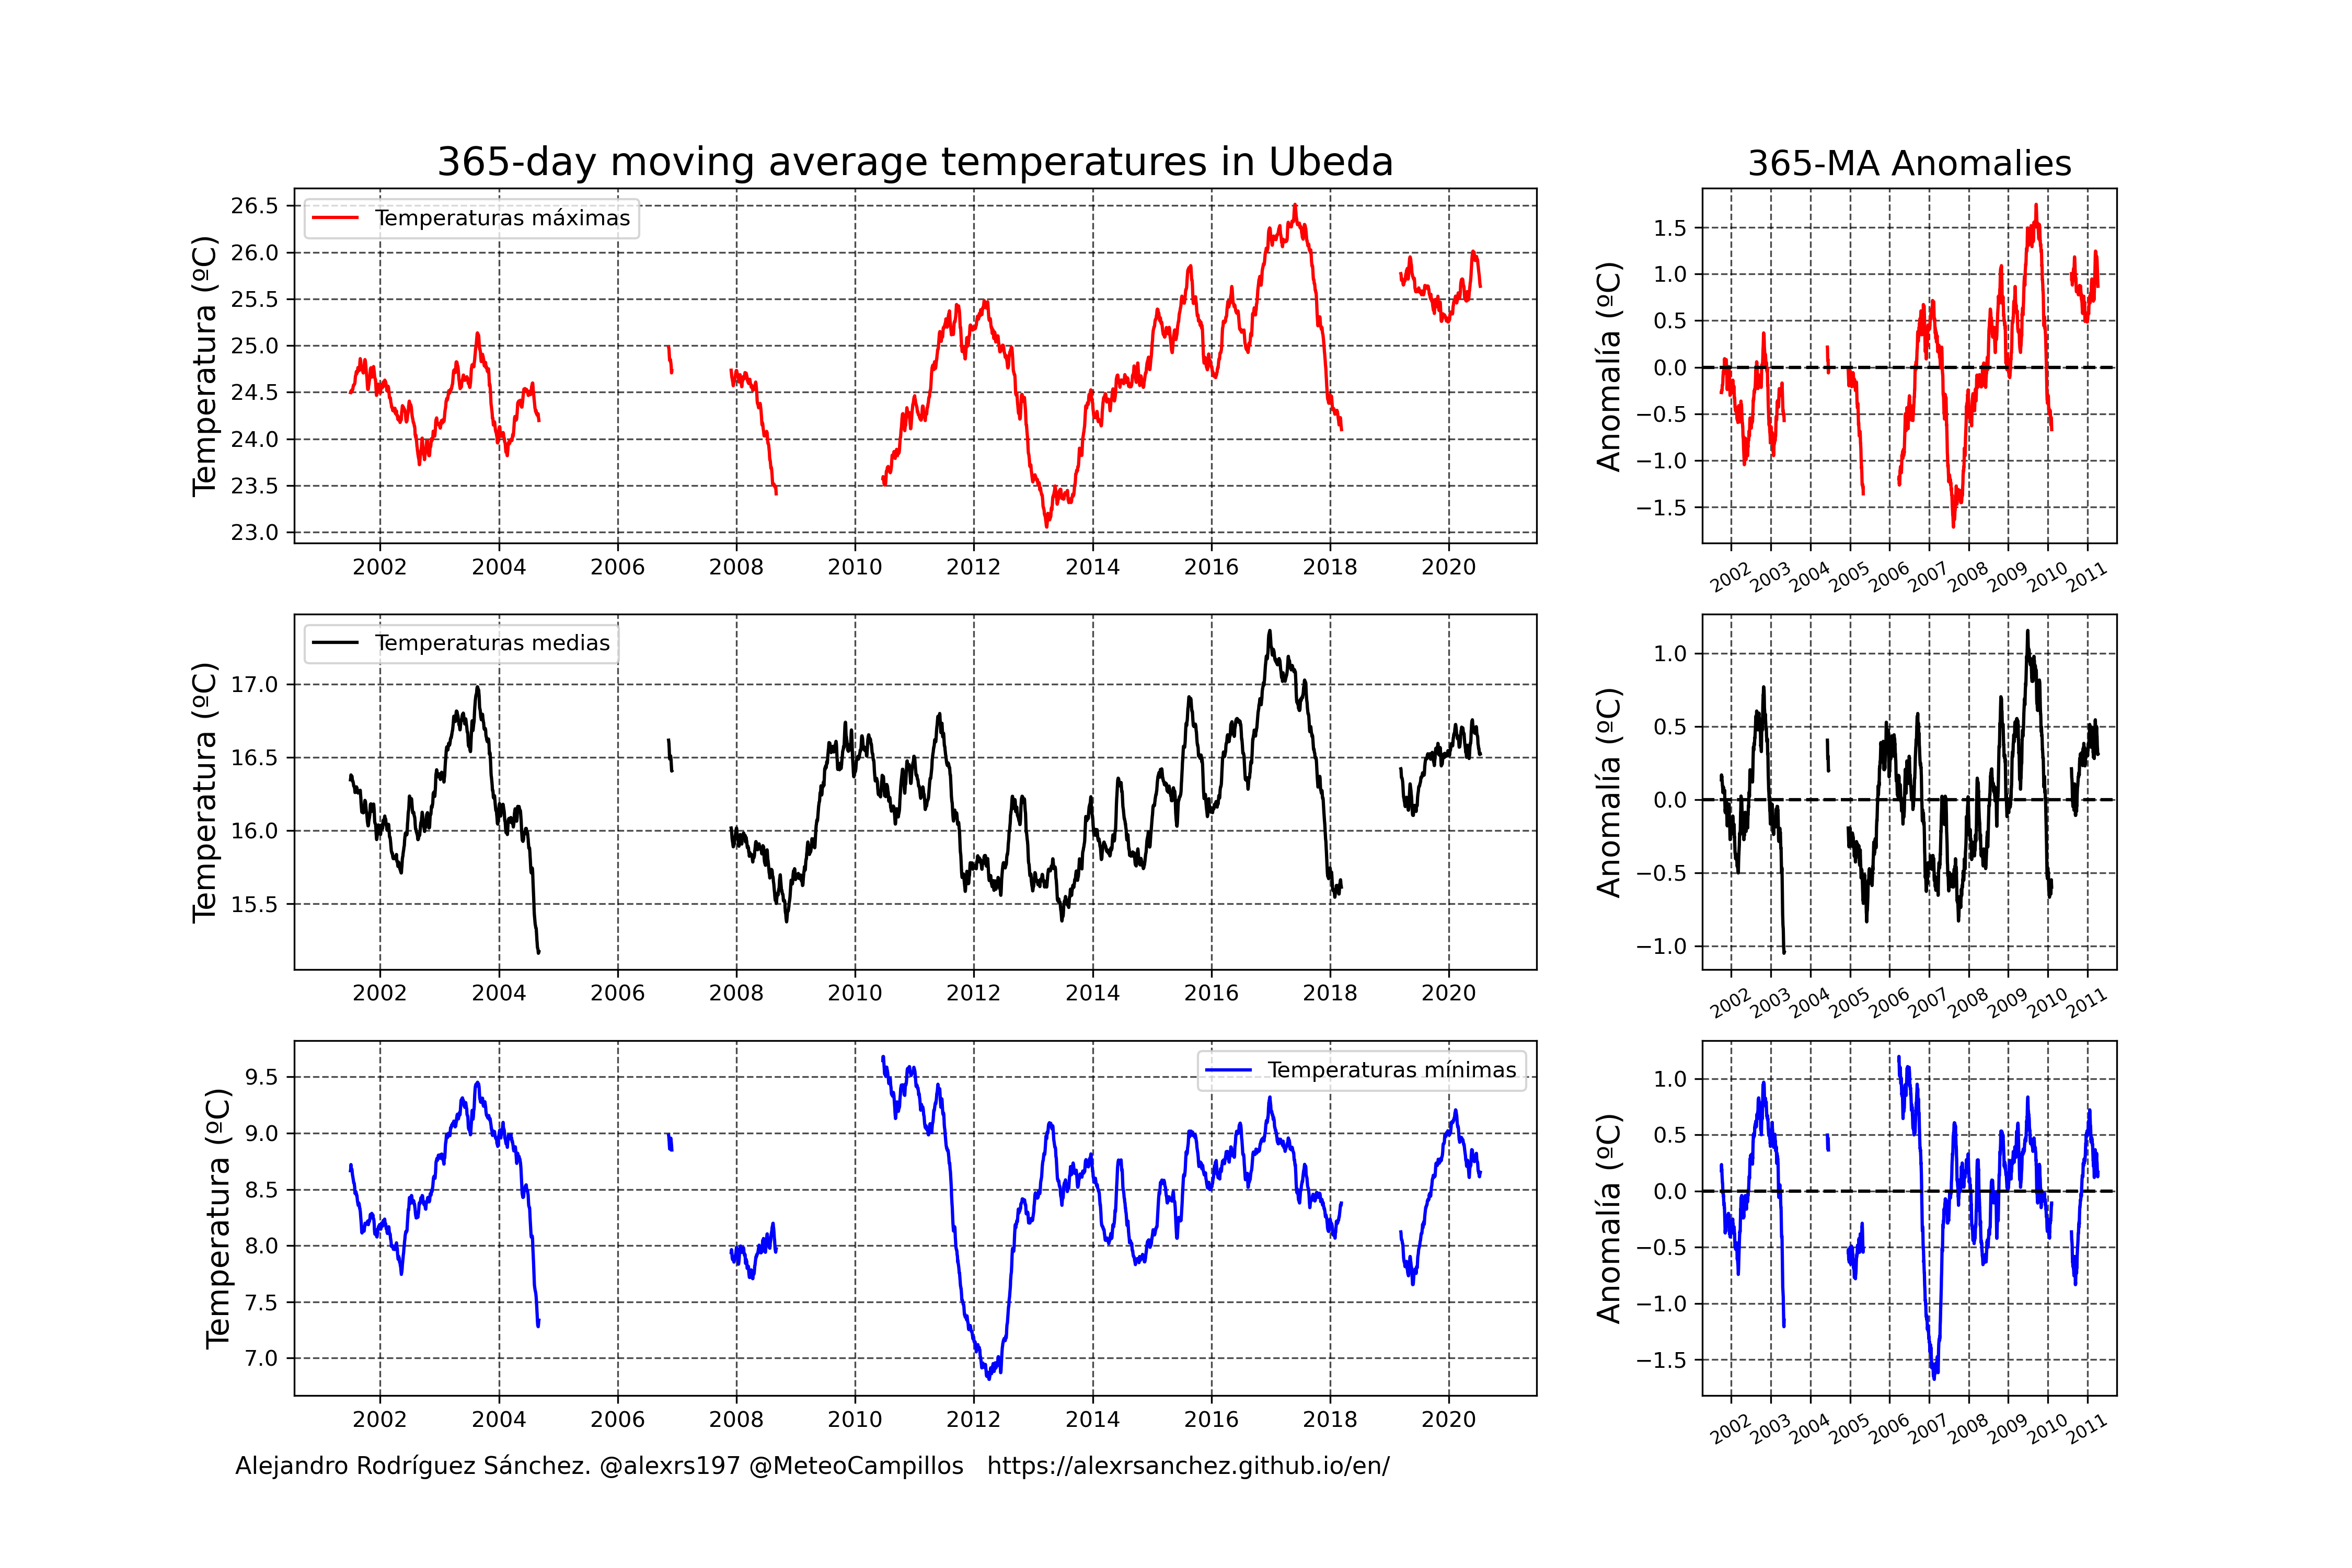 365-day moving average temperatures in Ubeda
365-MA Anomalies
Temperatura (ºC)
26.5
26.0
25.5
25.0
24.5
24.0
23.5
23.0
Temperaturas máximas
2002 2004 2006 2008 2010 2012 2014 2016 2018 2020
Anomalía (ºC)
1.5
1.0
0.5
0.0
−0.5
−1.0
−1.5
2002 2003 2004 2005 2006 2007 2008 2009 2010 2011
Temperatura (ºC)
17.0
16.5
16.0
15.5
Temperaturas medias
2002 2004 2006 2008 2010 2012 2014 2016 2018 2020
Anomalía (ºC)
1.0
0.5
0.0
−0.5
−1.0
2002 2003 2004 2005 2006 2007 2008 2009 2010 2011
Temperatura (ºC)
9.5
9.0
8.5
8.0
7.5
7.0
Temperaturas mínimas
2002 2004 2006 2008 2010 2012 2014 2016 2018 2020
Anomalía (ºC)
1.0
0.5
0.0
−0.5
−1.0
−1.5
2002 2003 2004 2005 2006 2007 2008 2009 2010 2011
Alejandro Rodríguez Sánchez. @alexrs197 @MeteoCampillos https://alexrsanchez.github.io/en/